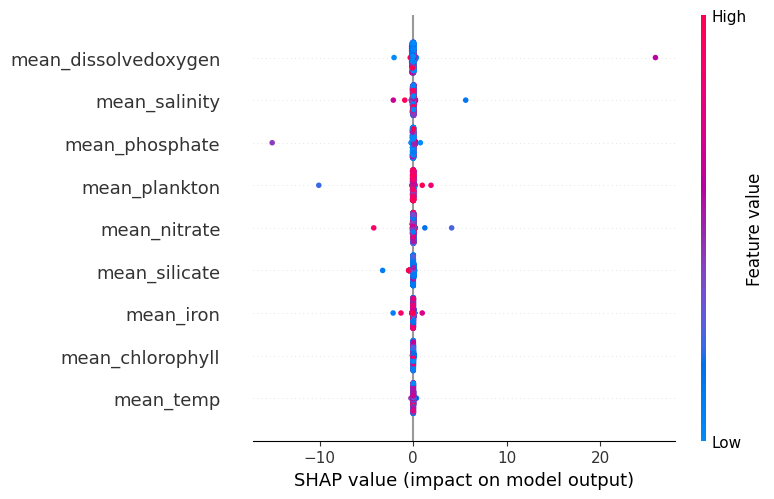 High
mean_dissolvedoxygen
mean_salinity
mean_phosphate
mean_plankton
mean_nitrate
mean_silicate
mean_iron
mean_chlorophyll
mean_temp
Feature value
Low
−10 0 10 20
SHAP value (impact on model output)